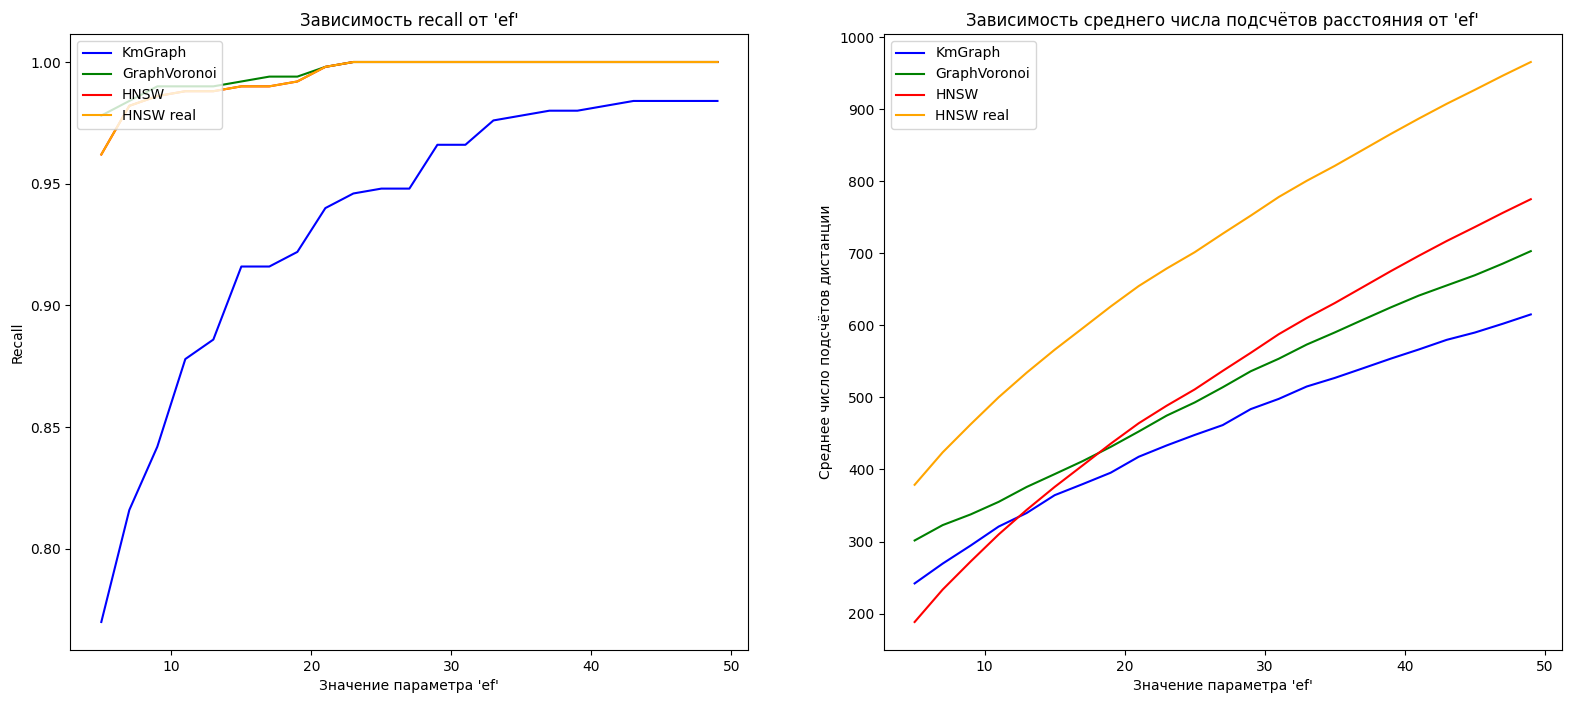 Зависимость recall от 'ef'
KmGraph
GraphVoronoi
HNSW
HNSW real
1.00
0.95
0.90
0.85
0.80
Recall
10
20
30
40
50
Значение параметра 'ef'
Зависимость среднего числа подсчётов расстояния от 'ef'
KmGraph
GraphVoronoi
HNSW
HNSW real
1000
900
800
700
600
500
400
300
200
Среднее число подсчётов дистанции
10
20
30
40
50
Значение параметра 'ef'